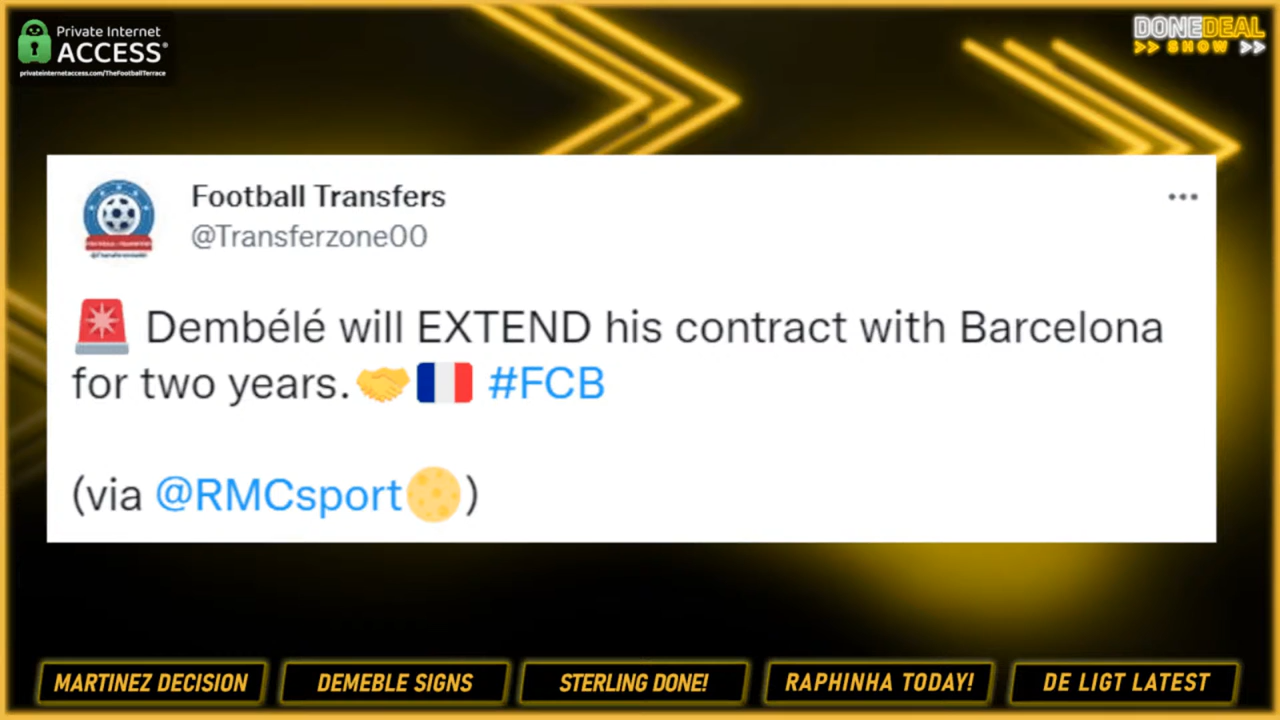 Private Internet
ACCESS®
privateinternetaccess.com/TheFootballTerrace
DONEDEAL
>> SHOW >>
Football Transfers
@Transferzone00
🚨 Dembélé will EXTEND his contract with Barcelona
for two years.🤝🇫🇷 #FCB
(via @RMCsport🌕)
MARTINEZ DECISION
DEMEBLE SIGNS
STERLING DONE!
RAPHINHA TODAY!
DE LIGT LATEST